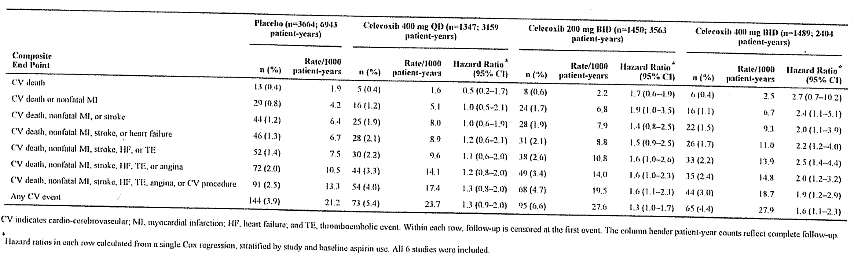 Placebo (n=3664; 6943 patient-years) Celecoxib 400 mg QD (n=1347; 3159 patient-years) Celecoxib 200 mg BID (n=1450; 3563 patient-years) Celecoxib 400 mg BID (n=1489; 2404 patient-years)
Composite End Point n (%) Rate/1000 patient-years n (%) Rate/1000 patient-years Hazard Ratio* (95% CI) n (%) Rate/1000 patient-years Hazard Ratio* (95% CI) n (%) Rate/1000 patient-years Hazard Ratio* (95% CI)
CV death 13 (0.4) 1.9 5 (0.4) 1.6 0.5 (0.2–1.7) 8 (0.6) 2.2 1.7 (0.6–4.9) 6 (0.4) 2.5 2.7 (0.7–10.2)
CV death or nonfatal MI 29 (0.8) 4.2 16 (1.2) 5.1 1.0 (0.5–2.1) 24 (1.7) 6.8 1.9 (1.0–3.5) 16 (1.1) 6.7 2.4 (1.1–5.1)
CV death, nonfatal MI, or stroke 44 (1.2) 6.4 25 (1.9) 8.0 1.0 (0.6–1.9) 28 (1.9) 7.9 1.4 (0.8–2.5) 22 (1.5) 9.3 2.0 (1.1–3.9)
CV death, nonfatal MI, stroke, or heart failure 46 (1.3) 6.7 28 (2.1) 8.9 1.2 (0.6–2.1) 31 (2.1) 8.8 1.5 (0.9–2.5) 26 (1.7) 11.0 2.2 (1.2–4.0)
CV death, nonfatal MI, stroke, HF, or TE 52 (1.4) 7.5 30 (2.2) 9.6 1.1 (0.6–2.0) 38 (2.6) 10.8 1.6 (1.0–2.6) 33 (2.2) 13.9 2.5 (1.4–4.4)
CV death, nonfatal MI, stroke, HF, TE, or angina 72 (2.0) 10.5 44 (3.3) 14.1 1.2 (0.8–2.0) 49 (3.4) 14.0 1.6 (1.0–2.3) 35 (2.4) 14.8 2.0 (1.2–3.2)
CV death, nonfatal MI, stroke, HF, TE, angina, or CV procedure 91 (2.5) 13.3 54 (4.0) 17.4 1.3 (0.8–2.0) 68 (4.7) 19.5 1.6 (1.1–2.3) 44 (3.0) 18.7 1.9 (1.2–2.9)
Any CV event 144 (3.9) 21.2 73 (5.4) 23.7 1.3 (0.9–2.0) 95 (6.6) 27.6 1.3 (1.0–1.7) 65 (4.4) 27.9 1.6 (1.1–2.3)
CV indicates cardio-cerebrovascular; MI, myocardial infarction; HF, heart failure; and TE, thromboembolic event. Within each row, follow-up is censored at the first event. The column header patient-year counts reflect complete follow-up.
*Hazard ratios in each row calculated from a single Cox regression, stratified by study and baseline aspirin use. All 6 studies were included.